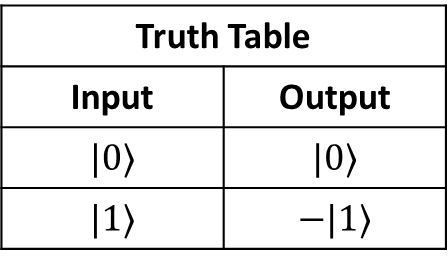 Truth Table
Input Output
|0⟩ |0⟩
|1⟩ −|1⟩